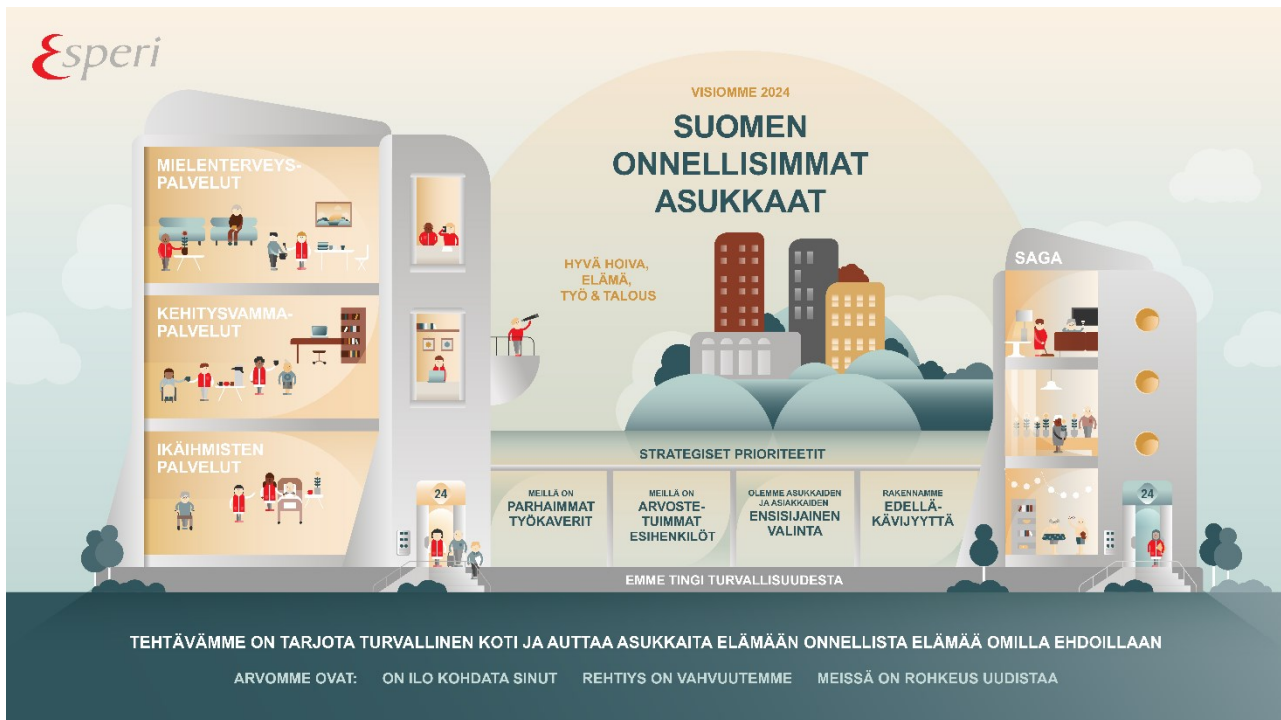 Esperi
VISIOMME 2024
SUOMEN
ONNELLISIMMAT
ASUKKAAT
HYVÄ HOIVA,
ELÄMÄ,
TYÖ & TALOUS
MIELENTERVEYS-
PALVELUT
KEHITYSVAMMA-
PALVELUT
IKÄIHMISTEN
PALVELUT
24
SAGA
24
STRATEGISET PRIORITEETIT
MEILLÄ ON
PARHAIMMAT
TYÖKAVERIT
MEILLÄ ON
ARVOSTE-
TUIMMAT
ESIHENKILÖT
OLEMME ASUKKAIDEN
JA ASIAKKAIDEN
ENSISIJAINEN
VALINTA
RAKENNAMME
EDELLÄ-
KÄVIJYYTTÄ
EMME TINGI TURVALLISUUDESTA
TEHTÄVÄMME ON TARJOTA TURVALLINEN KOTI JA AUTTAA ASUKKAITA ELÄMÄÄN ONNELLISTA ELÄMÄÄ OMILLA EHDOILLAAN
ARVOMME OVAT: ON ILO KOHDATA SINUT REHTIYS ON VAHVUUTEMME MEISSÄ ON ROHKEUS UUDISTAA